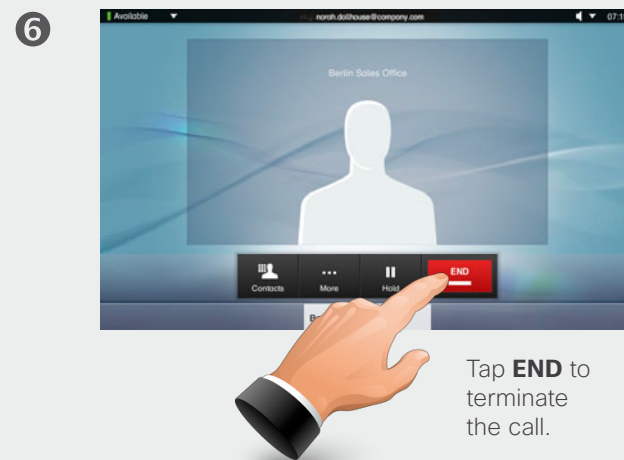 6
Available norah.dollhouse@company.com 07:1
Berlin Sales Office
Contacts More Hold END
Tap END to
terminate
the call.